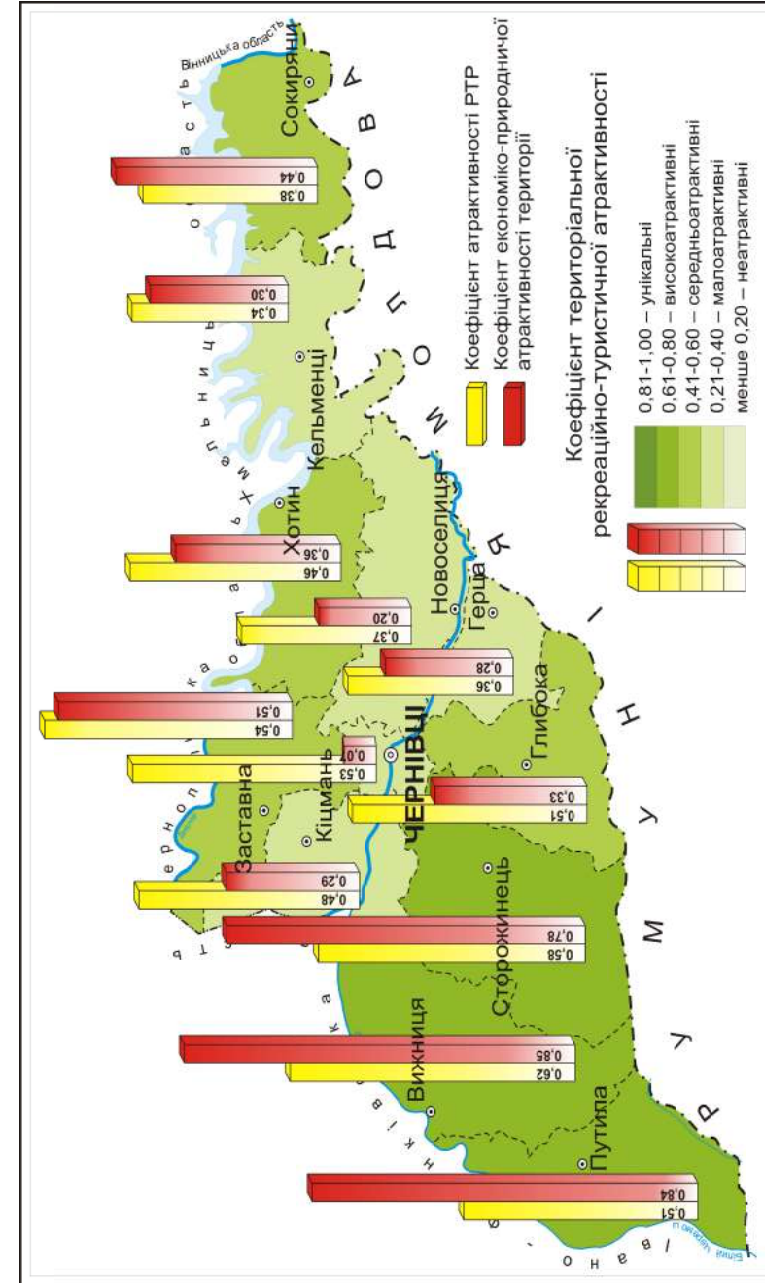 Вінницька область
Сокиряни
0,38
0,44
Кельменці
0,34
0,30
Хотин
0,46
0,36
Новоселиця
0,37
0,20
Герца
0,36
0,28
Заставна
0,54
0,51
ЧЕРНІВЦІ
0,53
0,07
Кіцмань
0,48
0,29
Глибока
0,51
0,33
Сторожинець
0,58
0,78
Вижниця
0,62
0,85
Путила
0,51
0,84
МОЛДОВА
РУМУНІЯ
Коефіцієнт атрактивності РТР
Коефіцієнт економіко-природничої
атрактивності території
Коефіцієнт територіальної
рекреаційно-туристичної атрактивності
0,81-1,00 – унікальні
0,61-0,80 – високоатрактивні
0,41-0,60 – середньоатрактивні
0,21-0,40 – малоатрактивні
менше 0,20 – неатрактивні